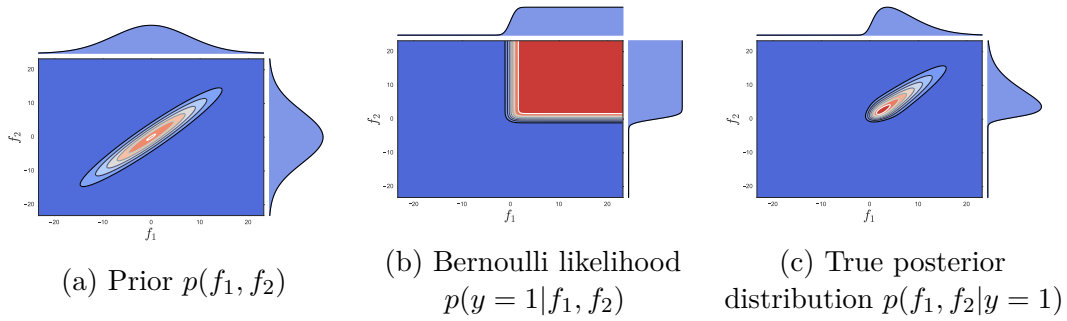 20
10
0
−10
−20
f₂
−20
−10
0
10
20
f₁
(a) Prior p(f₁, f₂)
20
10
0
−10
−20
f₂
−20
−10
0
10
20
f₁
(b) Bernoulli likelihood
p(y = 1|f₁, f₂)
20
10
0
−10
−20
f₂
−20
−10
0
10
20
f₁
(c) True posterior
distribution p(f₁, f₂|y = 1)